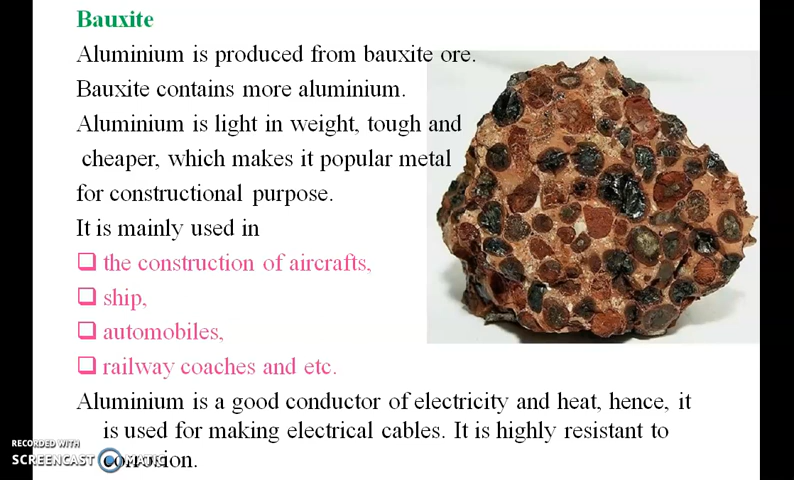 Bauxite
Aluminium is produced from bauxite ore.
Bauxite contains more aluminium.
Aluminium is light in weight, tough and
cheaper, which makes it popular metal
for constructional purpose.
It is mainly used in
❑ the construction of aircrafts,
❑ ship,
❑ automobiles,
❑ railway coaches and etc.
Aluminium is a good conductor of electricity and heat, hence, it
is used for making electrical cables. It is highly resistant to
corrosion.
RECORDED WITH
SCREENCAST MATIC